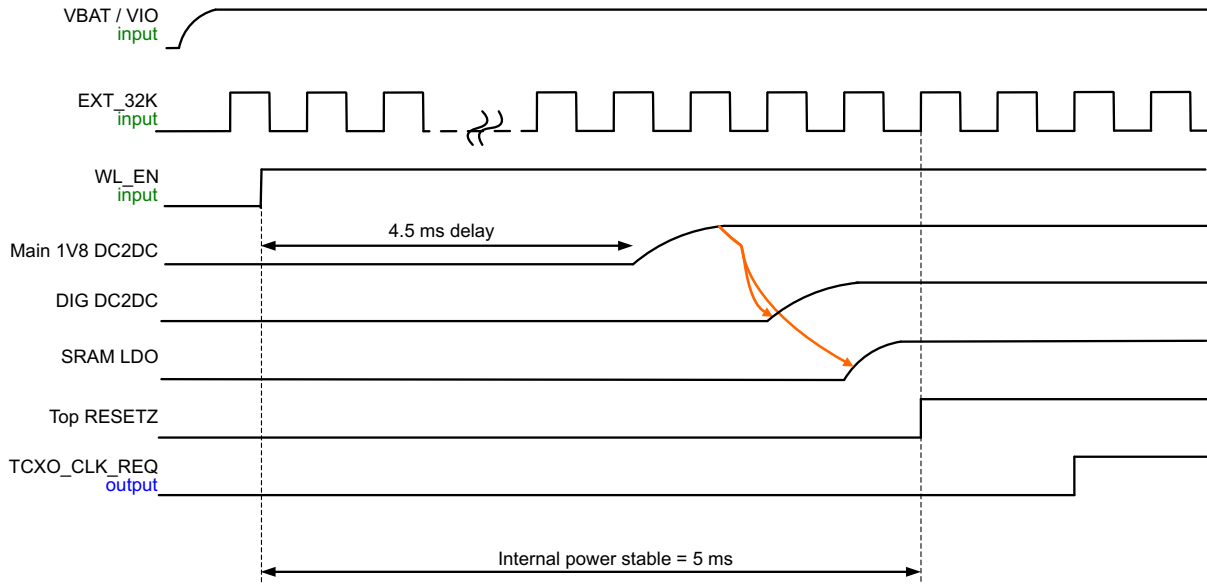 VBAT / VIO
input
EXT_32K
input
WL_EN
input
4.5 ms delay
Main 1V8 DC2DC
DIG DC2DC
SRAM LDO
Top RESETZ
TCXO_CLK_REQ
output
Internal power stable = 5 ms